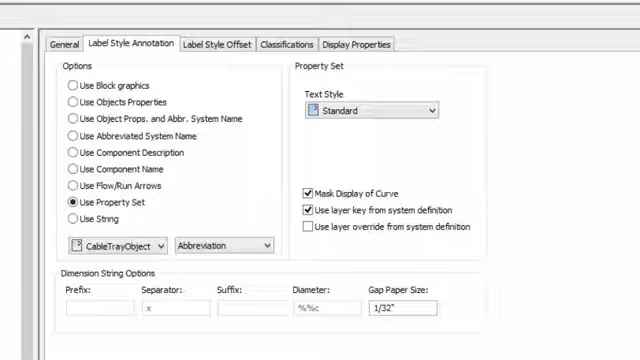 General Label Style Annotation Label Style Offset Classifications Display Properties
Options
Use Block graphics
Use Objects Properties
Use Object Props. and Abbr. System Name
Use Abbreviated System Name
Use Component Description
Use Component Name
Use Flow/Run Arrows
Use Property Set
Use String
CableTrayObject Abbreviation
Property Set
Text Style
Standard
Mask Display of Curve
Use layer key from system definition
Use layer override from system definition
Dimension String Options
Prefix: Separator: Suffix: Diameter: Gap Paper Size:
x %%c 1/32"